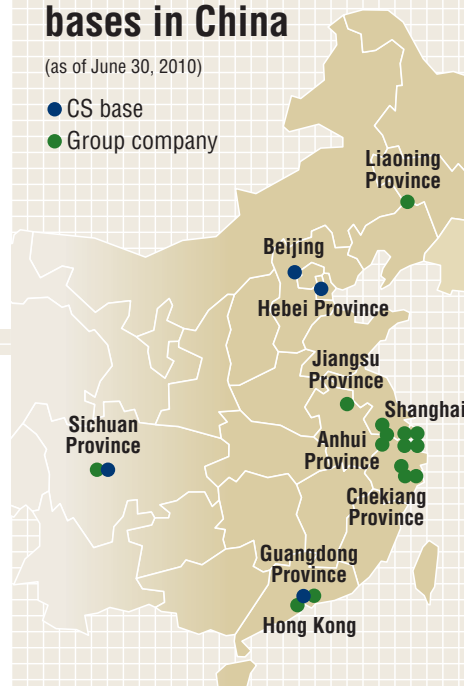 bases in China
(as of June 30, 2010)
CS base
Group company
Liaoning
Province
Beijing
Hebei Province
Jiangsu
Province
Shanghai
Sichuan
Province
Anhui
Province
Chekiang
Province
Guangdong
Province
Hong Kong